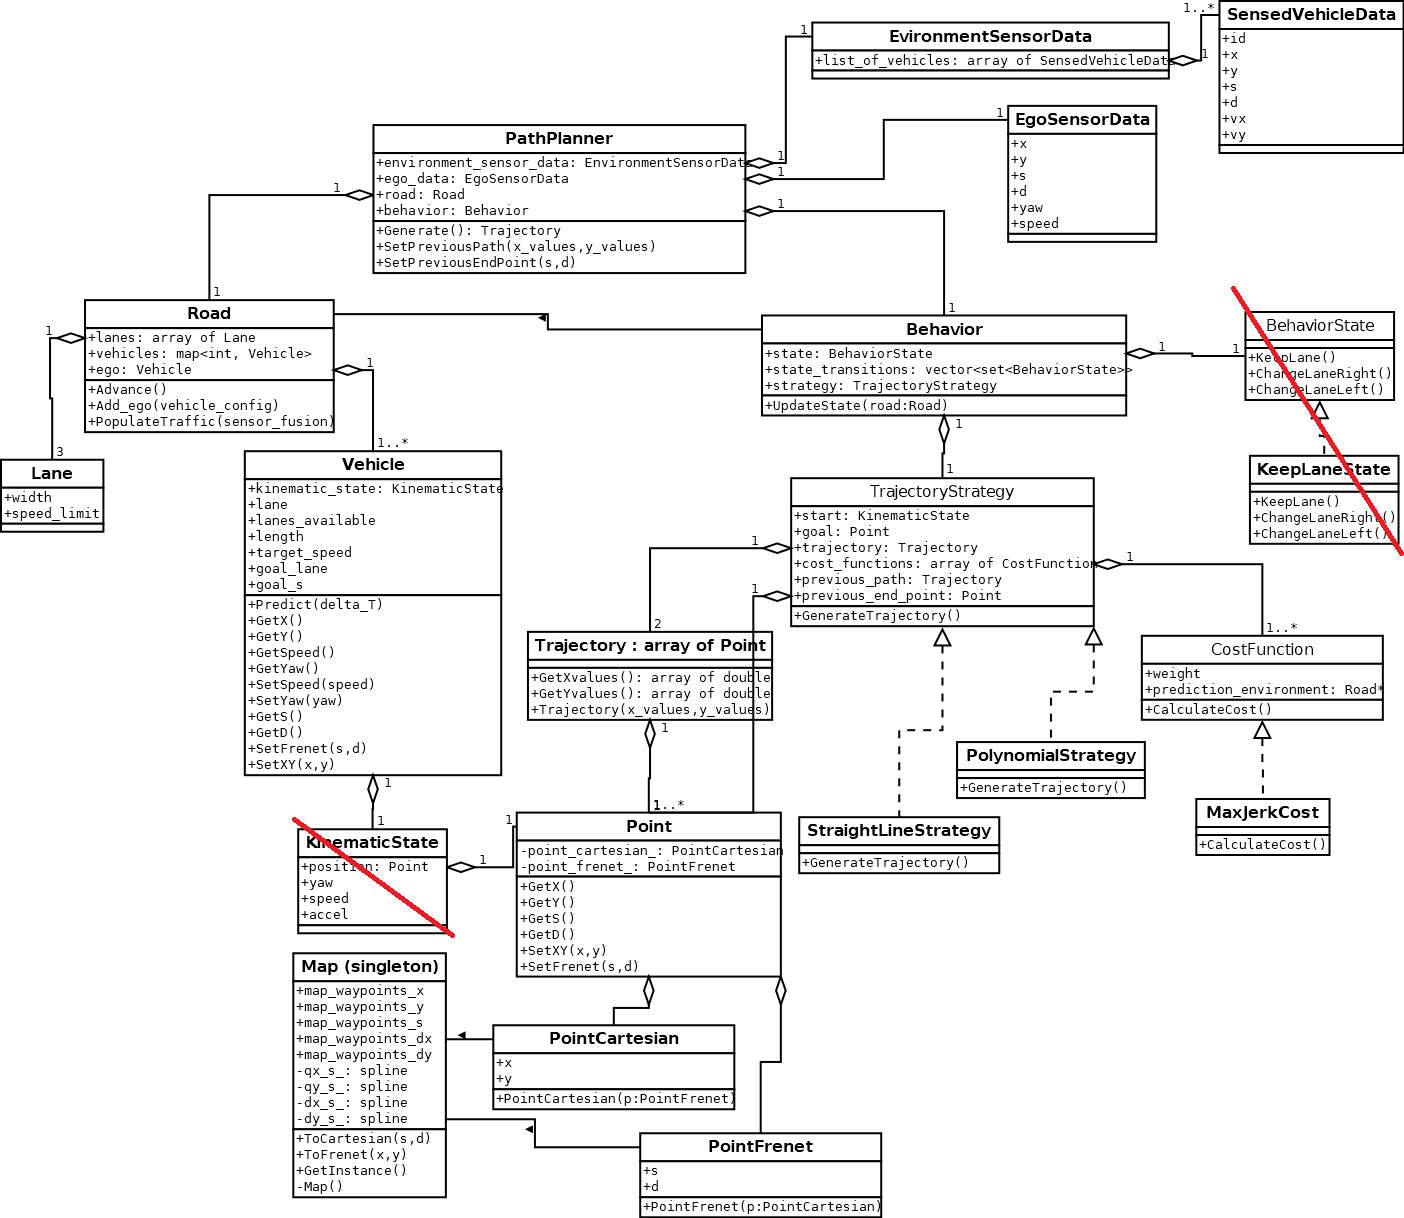 1..*
SensedVehicleData
+id
+x
+y
+s
+d
+vx
+vy
1
EvironmentSensorData
+list_of_vehicles: array of SensedVehicleData
1
1
EgoSensorData
+x
+y
+s
+d
+yaw
+speed
PathPlanner
+environment_sensor_data: EnvironmentSensorData
+ego_data: EgoSensorData
+road: Road
+behavior: Behavior
+Generate(): Trajectory
+SetPreviousPath(x_values,y_values)
+SetPreviousEndPoint(s,d)
1
1
1
1
1
1
Road
+lanes: array of Lane
+vehicles: map<int, Vehicle>
+ego: Vehicle
+Advance()
+Add_ego(vehicle_config)
+PopulateTraffic(sensor_fusion)
1
1
3
1..*
Lane
+width
+speed_limit
Behavior
+state: BehaviorState
+state_transitions: vector<set<BehaviorState>>
+strategy: TrajectoryStrategy
+UpdateState(road:Road)
1
1
BehaviorState
+KeepLane()
+ChangeLaneRight()
+ChangeLaneLeft()
KeepLaneState
+KeepLane()
+ChangeLaneRight()
+ChangeLaneLeft()
1
1
Vehicle
+kinematic_state: KinematicState
+lane
+lanes_available
+length
+target_speed
+goal_lane
+goal_s
+Predict(delta_T)
+GetX()
+GetY()
+GetSpeed()
+GetYaw()
+SetSpeed(speed)
+SetYaw(yaw)
+GetS()
+GetD()
+SetFrenet(s,d)
+SetXY(x,y)
1
1
TrajectoryStrategy
+start: KinematicState
+goal: Point
+trajectory: Trajectory
+cost_functions: array of CostFunction
+previous_path: Trajectory
+previous_end_point: Point
+GenerateTrajectory()
1
1
1
2
1..*
Trajectory : array of Point
+GetXvalues(): array of double
+GetYvalues(): array of double
+Trajectory(x_values,y_values)
1
1..*
1
CostFunction
+weight
+prediction_environment: Road*
+CalculateCost()
PolynomialStrategy
+GenerateTrajectory()
StraightLineStrategy
+GenerateTrajectory()
MaxJerkCost
+CalculateCost()
KinematicState
+position: Point
+yaw
+speed
+accel
1
1
Point
-point_cartesian_: PointCartesian
-point_frenet_: PointFrenet
+GetX()
+GetY()
+GetS()
+GetD()
+SetXY(x,y)
+SetFrenet(s,d)
Map (singleton)
+map_waypoints_x
+map_waypoints_y
+map_waypoints_s
+map_waypoints_dx
+map_waypoints_dy
-qx_s_: spline
-qy_s_: spline
-dx_s_: spline
-dy_s_: spline
+ToCartesian(s,d)
+ToFrenet(x,y)
+GetInstance()
-Map()
PointCartesian
+x
+y
+PointCartesian(p:PointFrenet)
PointFrenet
+s
+d
+PointFrenet(p:PointCartesian)